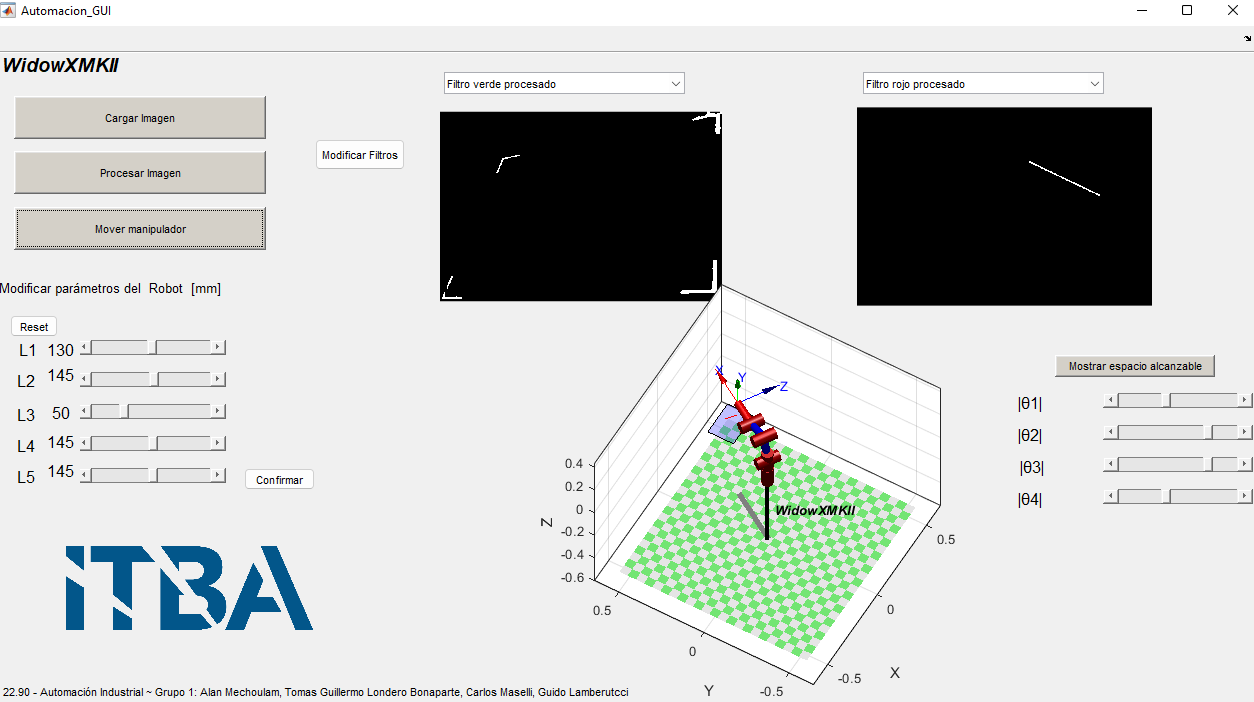 Automacion_GUI
WidowXMKII
Cargar Imagen
Procesar Imagen
Mover manipulador
Modificar Filtros
Filtro verde procesado
Filtro rojo procesado
Modificar parámetros del Robot [mm]
Reset
L1 130
L2 145
L3 50
L4 145
L5 145
Confirmar
Mostrar espacio alcanzable
|θ1|
|θ2|
|θ3|
|θ4|
X
Y
Z
WidowXMKII
Z
0.4
0.2
0
-0.2
-0.4
-0.6
0.5
0
-0.5
Y
0.5
0
-0.5
X
ITBA
22.90 - Automación Industrial ~ Grupo 1: Alan Mechoulam, Tomas Guillermo Londero Bonaparte, Carlos Maselli, Guido Lamberutcci